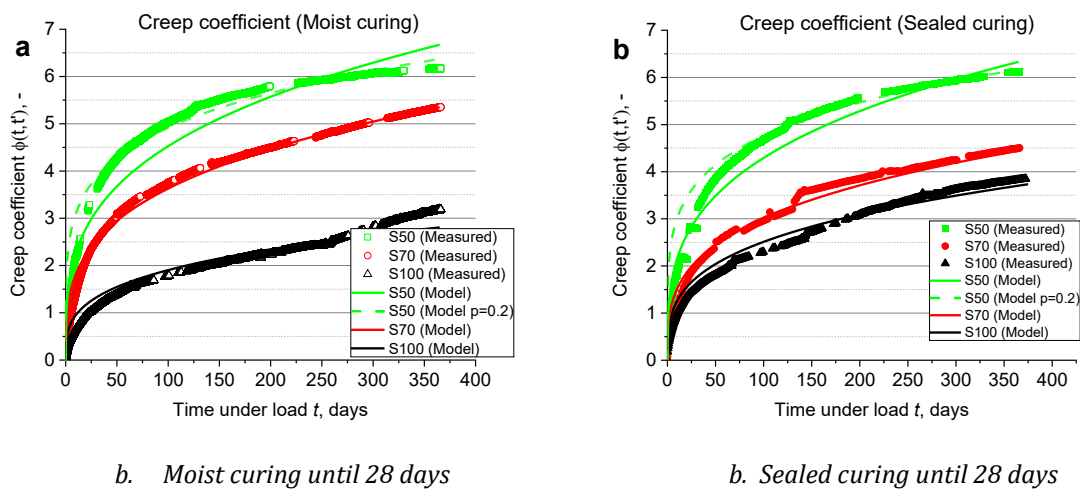 Creep coefficient (Moist curing)
a
7
6
5
4
3
2
1
0
Creep coefficient ϕ(t,t'), -
S50 (Measured)
S70 (Measured)
S100 (Measured)
S50 (Model)
S50 (Model p=0.2)
S70 (Model)
S100 (Model)
0 50 100 150 200 250 300 350 400
Time under load t, days
b. Moist curing until 28 days
Creep coefficient (Sealed curing)
b
7
6
5
4
3
2
1
0
Creep coefficient ϕ(t,t'), -
S50 (Measured)
S70 (Measured)
S100 (Measured)
S50 (Model)
S50 (Model p=0.2)
S70 (Model)
S100 (Model)
0 50 100 150 200 250 300 350 400
Time under load t, days
b. Sealed curing until 28 days